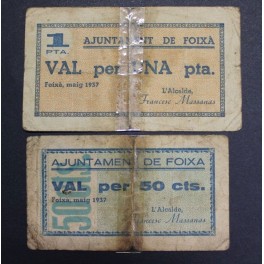 1
PTA.
AJUNTAMENT DE FOIXÀ
VAL per UNA pta.
Foixà, maig 1937
L'Alcalde,
Francesc Massanas
AJUNTAMENT DE FOIXA
VAL per 50 cts.
Foixà, maig 1937
L'Alcalde,
Francesc Massanas